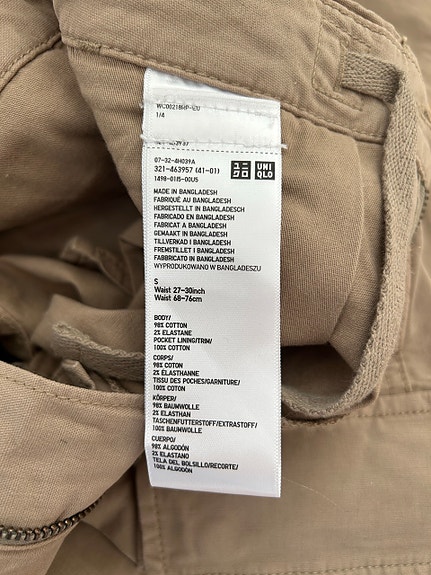 1/4
07-32-4H039A
321-463957 (41-01)
1498-0115-00US
UNI
QLO
MADE IN BANGLADESH
FABRIQUÉ AU BANGLADESH
HERGESTELLT IN BANGLADESCH
FABRICADO EN BANGLADESH
FABRICAT A BANGLADESH
GEMAAKT IN BANGLADESH
TILLVERKAD I BANGLADESH
FREMSTILLET I BANGLADESH
FABBRICATO IN BANGLADESH
WYPRODUKOWANO W BANGLADESZU
S
Waist 27-30inch
Waist 68-76cm
BODY/
98% COTTON
2% ELASTANE
POCKET LINING/TRIM/
100% COTTON
CORPS/
98% COTON
2% ÉLASTHANNE
TISSU DES POCHES/GARNITURE/
100% COTON
KÖRPER/
98% BAUMWOLLE
2% ELASTHAN
TASCHENFUTTERSTOFF/EXTRASTOFF/
100% BAUMWOLLE
CUERPO/
98% ALGODÓN
2% ELASTANO
TELA DEL BOLSILLO/RECORTE/
100% ALGODÓN